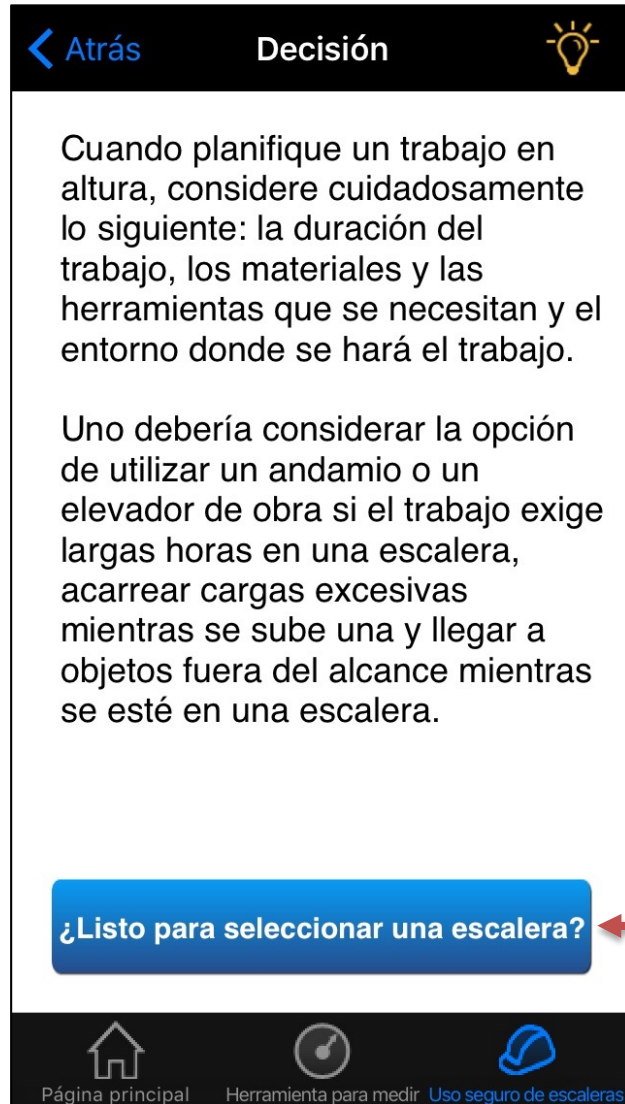 Atrás
Decisión
Cuando planifique un trabajo en
altura, considere cuidadosamente
lo siguiente: la duración del
trabajo, los materiales y las
herramientas que se necesitan y el
entorno donde se hará el trabajo.
Uno debería considerar la opción
de utilizar un andamio o un
elevador de obra si el trabajo exige
largas horas en una escalera,
acarrear cargas excesivas
mientras se sube una y llegar a
objetos fuera del alcance mientras
se esté en una escalera.
¿Listo para seleccionar una escalera?
Página principal
Herramienta para medir
Uso seguro de escaleras